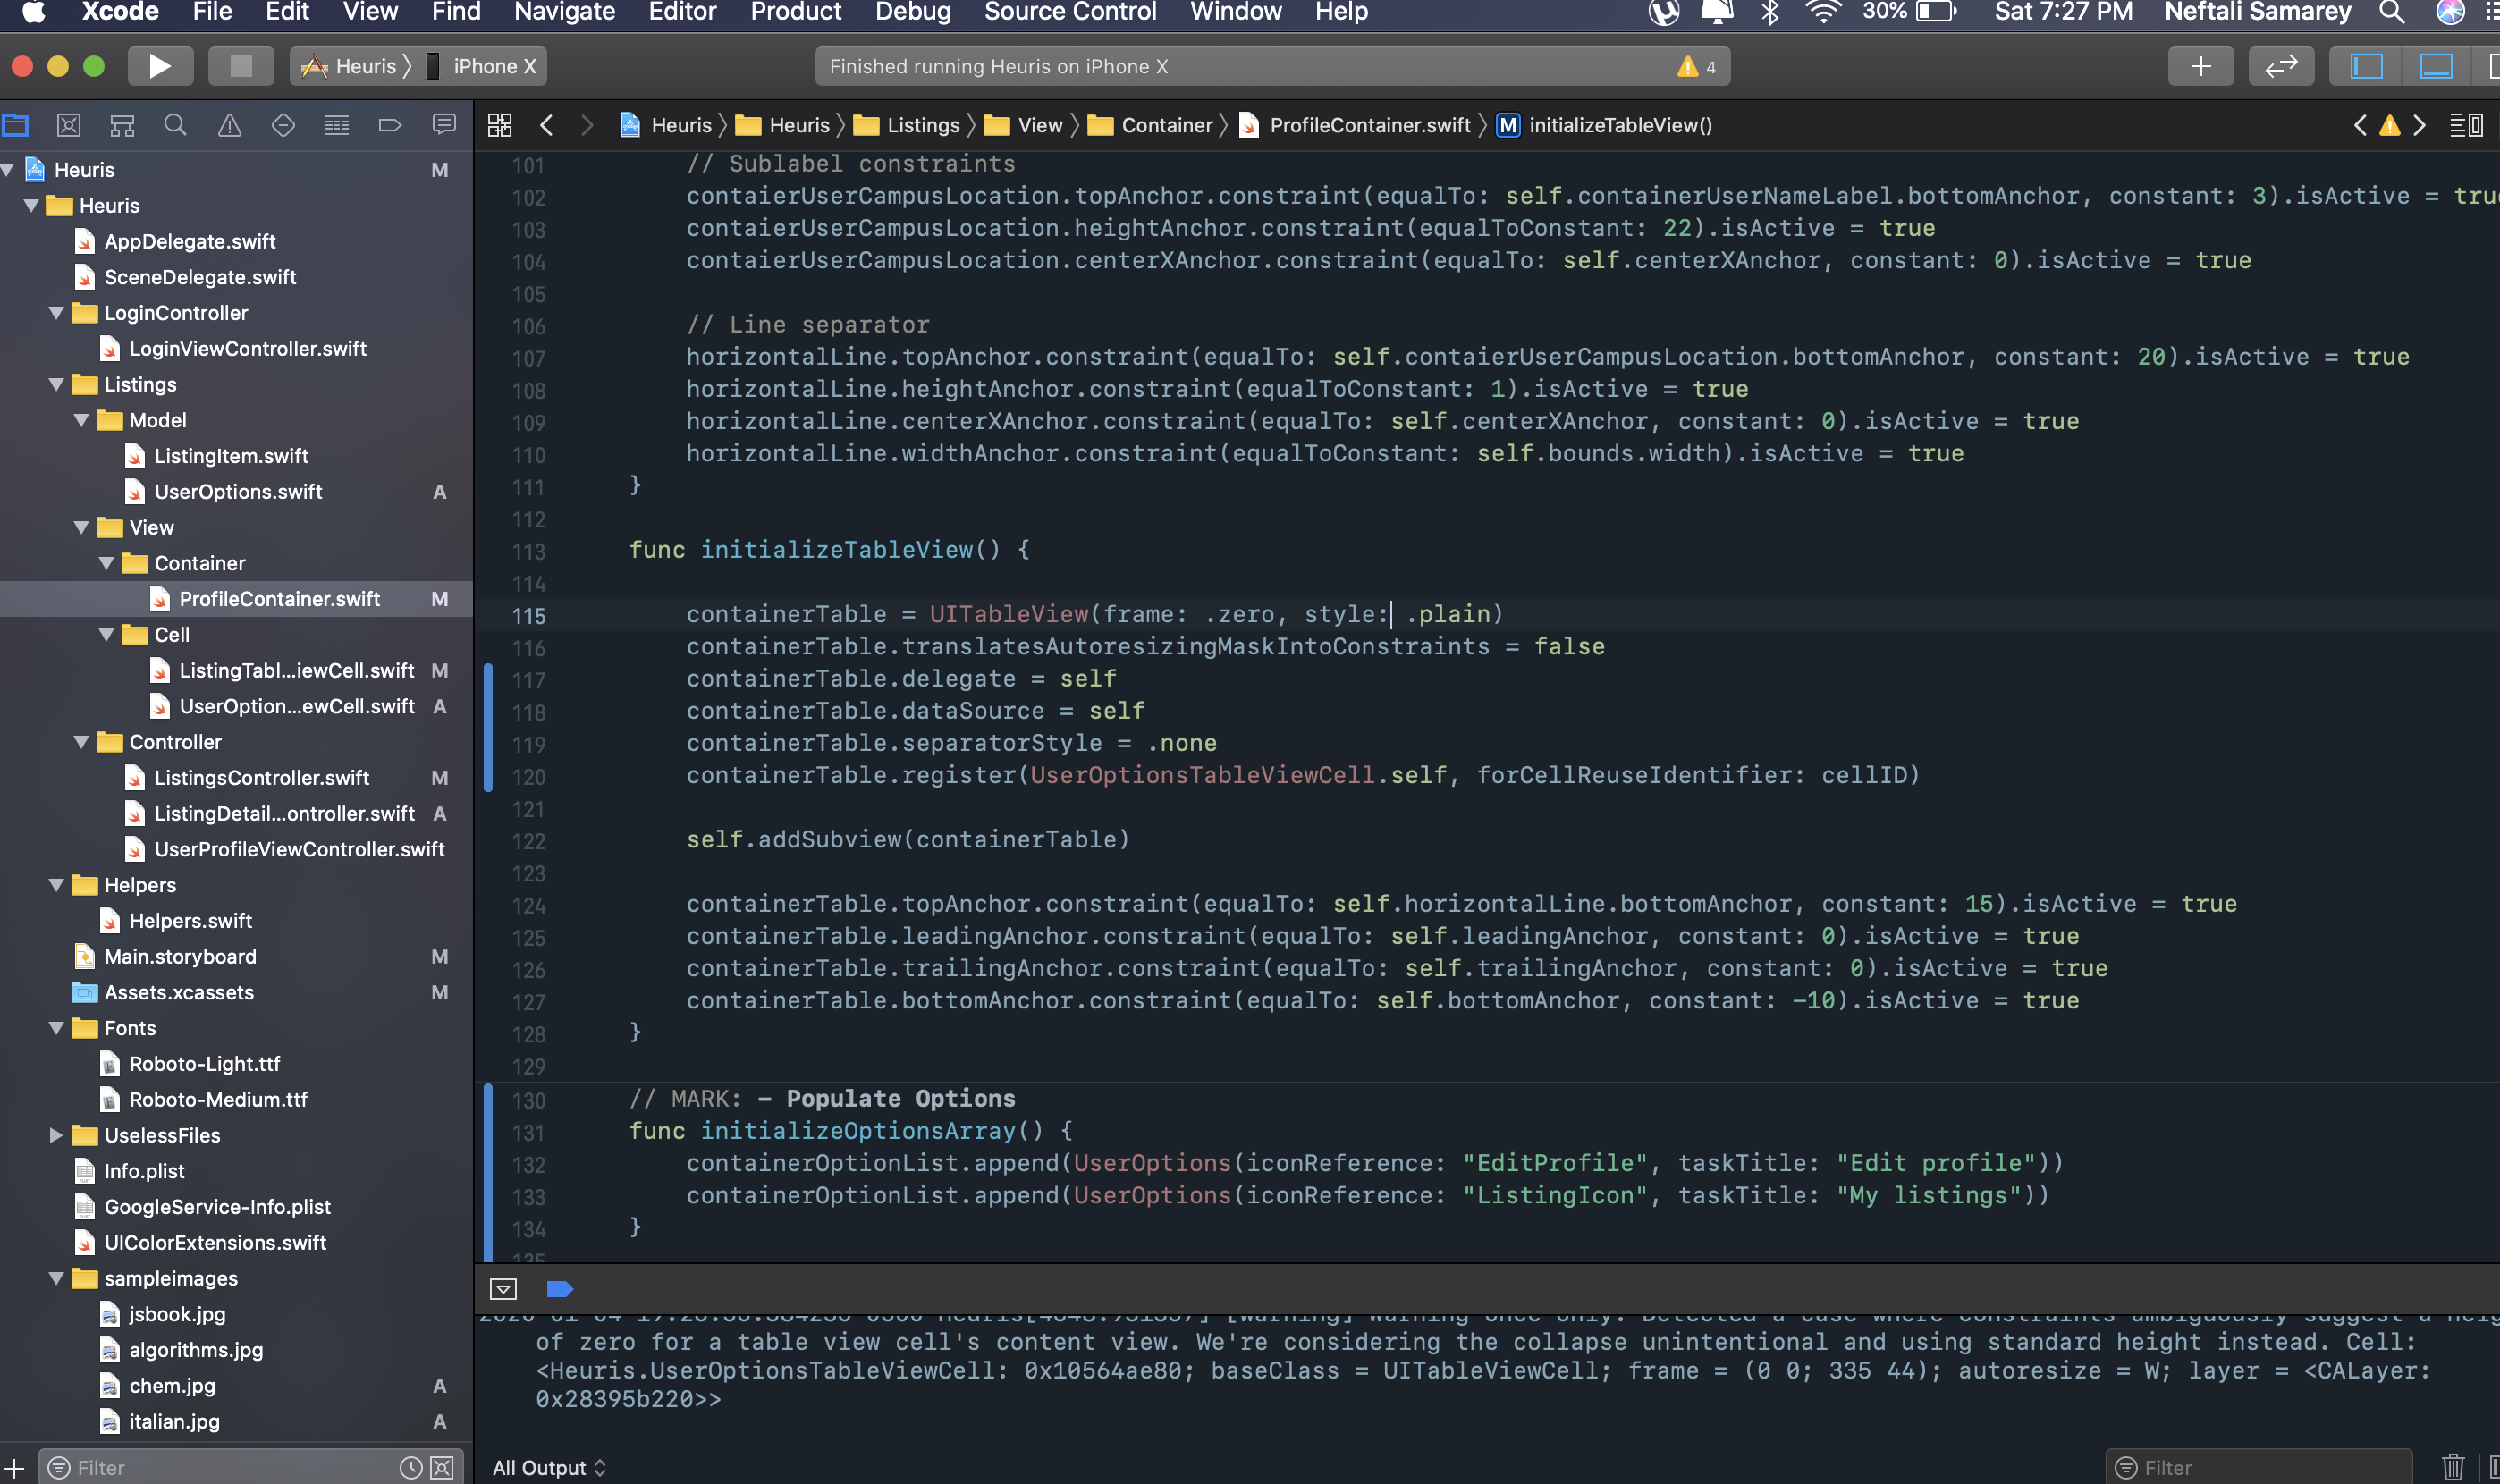 Xcode File Edit View Find Navigate Editor Product Debug Source Control Window Help 30% Sat 7:27 PM Neftali Samarey
Heuris iPhone X Finished running Heuris on iPhone X 4
Heuris Heuris Listings View Container ProfileContainer.swift M initializeTableView()
Heuris M
Heuris
AppDelegate.swift
SceneDelegate.swift
LoginController
LoginViewController.swift
Listings
Model
ListingItem.swift
UserOptions.swift A
View
Container
ProfileContainer.swift M
Cell
ListingTabl...iewCell.swift M
UserOption...ewCell.swift A
Controller
ListingsController.swift M
ListingDetail...ontroller.swift A
UserProfileViewController.swift
Helpers
Helpers.swift
Main.storyboard M
Assets.xcassets M
Fonts
Roboto-Light.ttf
Roboto-Medium.ttf
UselessFiles
Info.plist
GoogleService-Info.plist
UIColorExtensions.swift
sampleimages
jsbook.jpg
algorithms.jpg
chem.jpg A
italian.jpg A
Filter
101 // Sublabel constraints
102 contaierUserCampusLocation.topAnchor.constraint(equalTo: self.containerUserNameLabel.bottomAnchor, constant: 3).isActive = tru
103 contaierUserCampusLocation.heightAnchor.constraint(equalToConstant: 22).isActive = true
104 contaierUserCampusLocation.centerXAnchor.constraint(equalTo: self.centerXAnchor, constant: 0).isActive = true
105
106 // Line separator
107 horizontalLine.topAnchor.constraint(equalTo: self.contaierUserCampusLocation.bottomAnchor, constant: 20).isActive = true
108 horizontalLine.heightAnchor.constraint(equalToConstant: 1).isActive = true
109 horizontalLine.centerXAnchor.constraint(equalTo: self.centerXAnchor, constant: 0).isActive = true
110 horizontalLine.widthAnchor.constraint(equalToConstant: self.bounds.width).isActive = true
111 }
112
113 func initializeTableView() {
114
115 containerTable = UITableView(frame: .zero, style: .plain)
116 containerTable.translatesAutoresizingMaskIntoConstraints = false
117 containerTable.delegate = self
118 containerTable.dataSource = self
119 containerTable.separatorStyle = .none
120 containerTable.register(UserOptionsTableViewCell.self, forCellReuseIdentifier: cellID)
121
122 self.addSubview(containerTable)
123
124 containerTable.topAnchor.constraint(equalTo: self.horizontalLine.bottomAnchor, constant: 15).isActive = true
125 containerTable.leadingAnchor.constraint(equalTo: self.leadingAnchor, constant: 0).isActive = true
126 containerTable.trailingAnchor.constraint(equalTo: self.trailingAnchor, constant: 0).isActive = true
127 containerTable.bottomAnchor.constraint(equalTo: self.bottomAnchor, constant: -10).isActive = true
128 }
129
130 // MARK: - Populate Options
131 func initializeOptionsArray() {
132 containerOptionList.append(UserOptions(iconReference: "EditProfile", taskTitle: "Edit profile"))
133 containerOptionList.append(UserOptions(iconReference: "ListingIcon", taskTitle: "My listings"))
134 }
135
[Warning] Warning once only: Detected a case where constraints ambiguously suggest a heig
of zero for a table view cell's content view. We're considering the collapse unintentional and using standard height instead. Cell:
<Heuris.UserOptionsTableViewCell: 0x10564ae80; baseClass = UITableViewCell; frame = (0 0; 335 44); autoresize = W; layer = <CALayer:
0x28395b220>>
All Output Filter